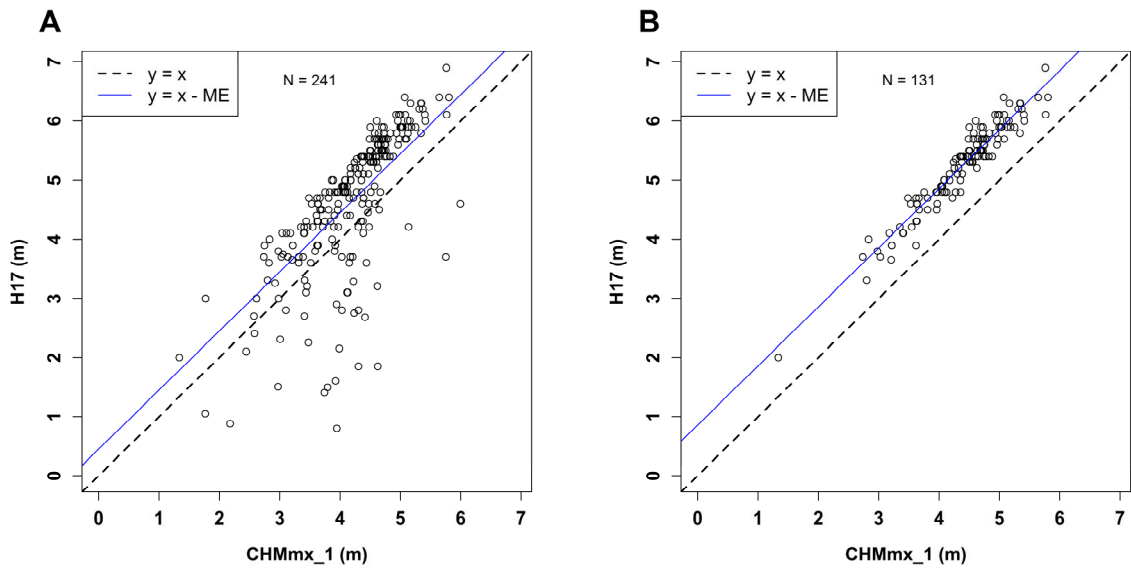 A
y = x
y = x - ME
N = 241
H17 (m)
0 1 2 3 4 5 6 7
0 1 2 3 4 5 6 7
CHMmx_1 (m)
B
y = x
y = x - ME
N = 131
H17 (m)
0 1 2 3 4 5 6 7
0 1 2 3 4 5 6 7
CHMmx_1 (m)